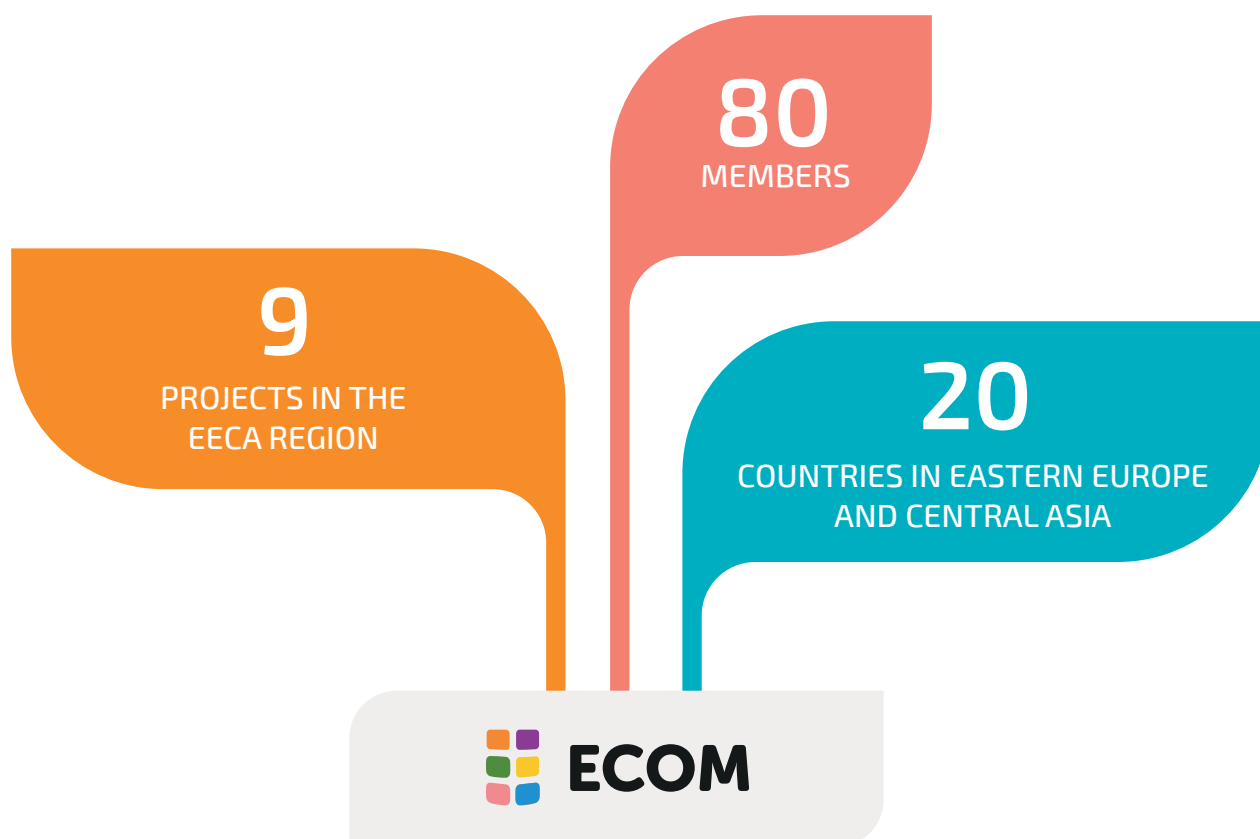 80
MEMBERS
9
PROJECTS IN THE
EECA REGION
20
COUNTRIES IN EASTERN EUROPE
AND CENTRAL ASIA
ECOM